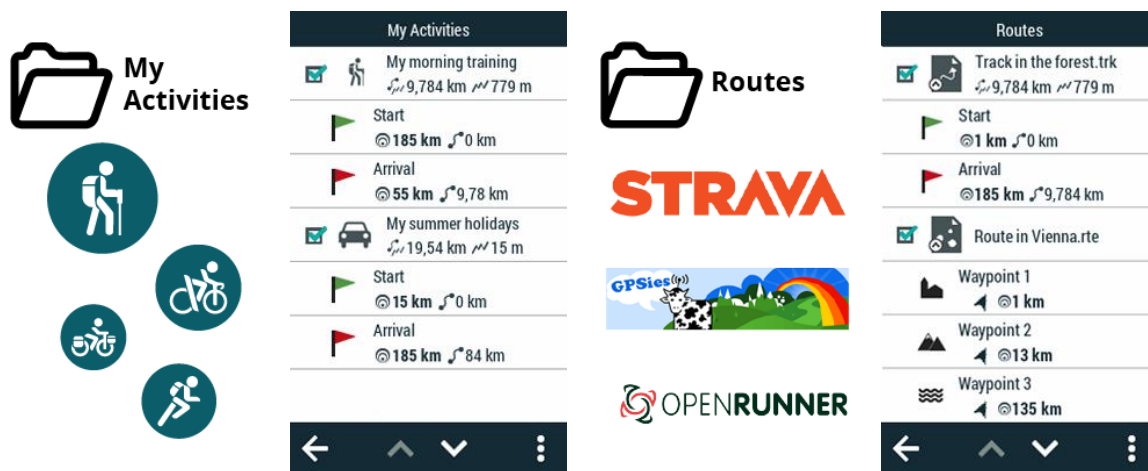 My
Activities
My Activities
My morning training
9,784 km 779 m
Start
185 km 0 km
Arrival
55 km 9,78 km
My summer holidays
19,54 km 15 m
Start
15 km 0 km
Arrival
185 km 84 km
Routes
STRAVA
GPSies
OPENRUNNER
Routes
Track in the forest.trk
9,784 km 779 m
Start
1 km 0 km
Arrival
185 km 9,784 km
Route in Vienna.rte
Waypoint 1
1 km
Waypoint 2
13 km
Waypoint 3
135 km